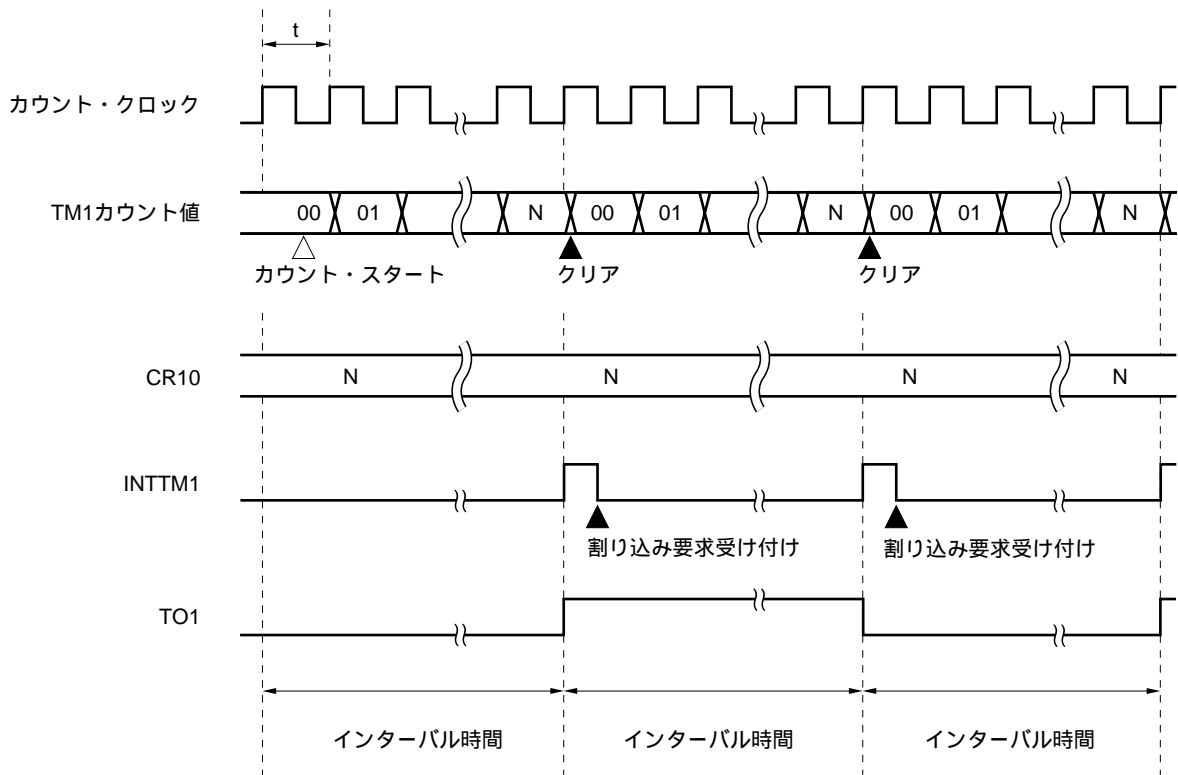 t
カウント・クロック
TM1カウント値 00 01 N 00 01 N 00 01 N
カウント・スタート クリア クリア
CR10 N N N N
INTTM1
割り込み要求受け付け 割り込み要求受け付け
TO1
インターバル時間 インターバル時間 インターバル時間